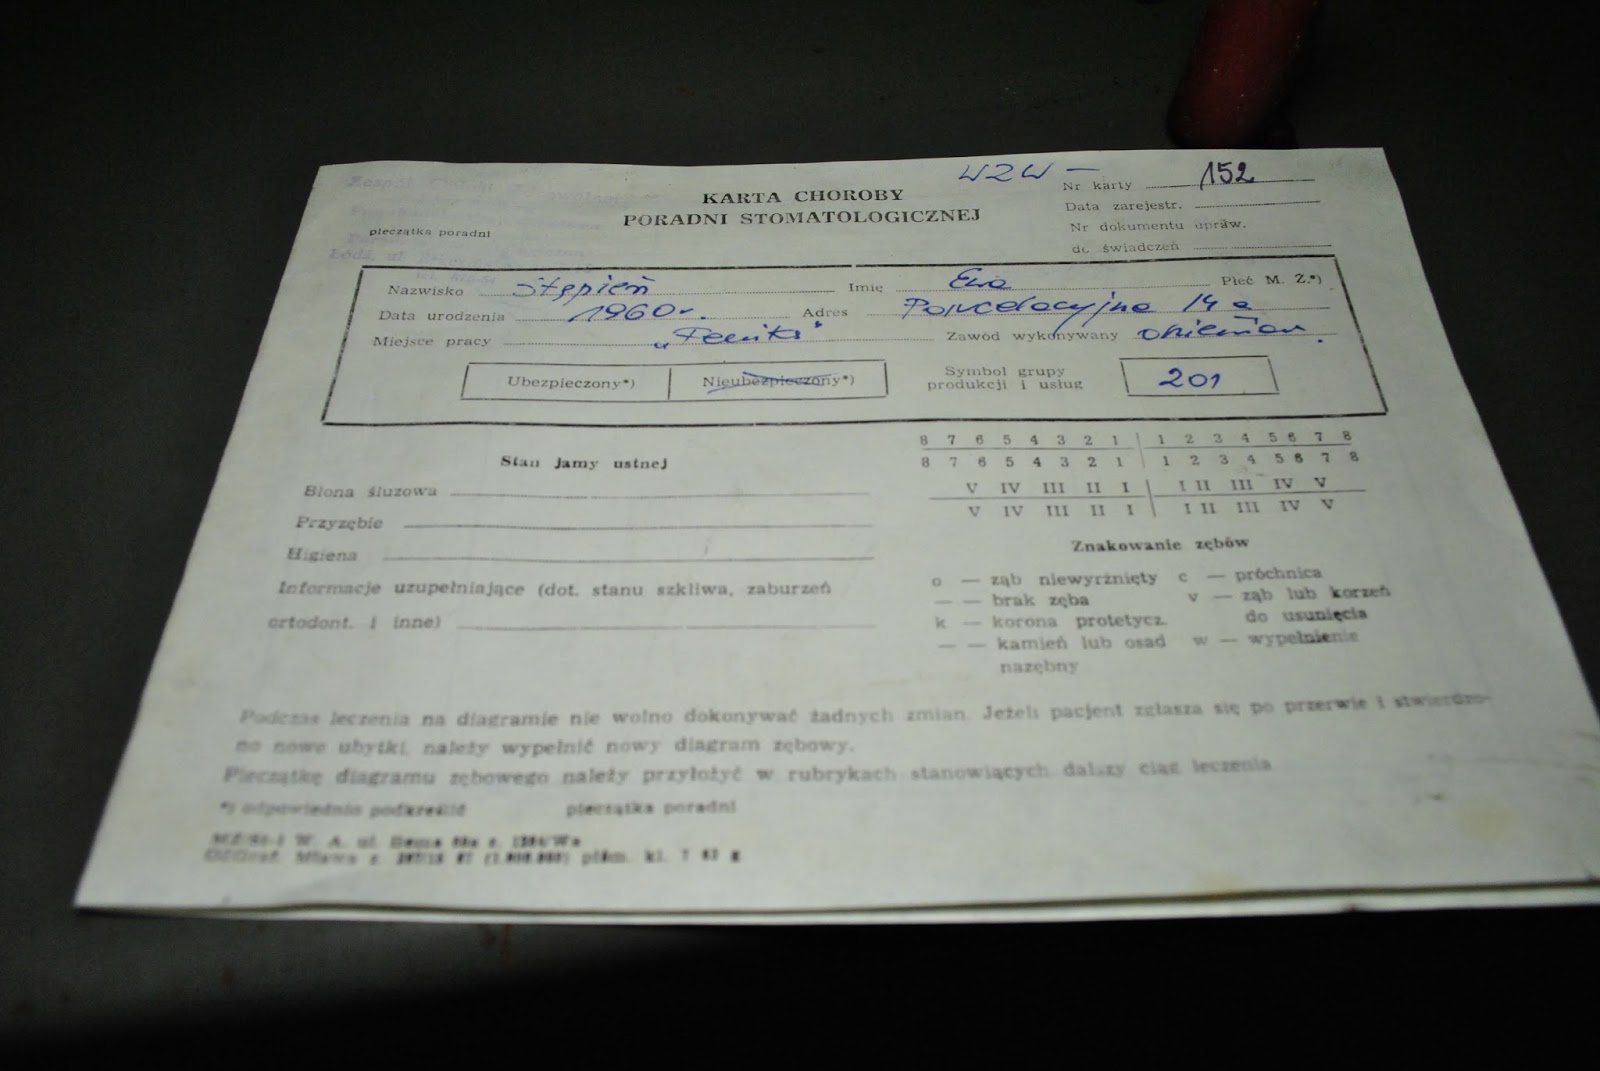 WZW —
KARTA CHOROBY
PORADNI STOMATOLOGICZNEJ
pieczątka poradni
Nr karty 152
Data zarejestr.
Nr dokumentu upraw.
do świadczeń
Nazwisko Stępień Imię Ewa Płeć M. Ż.*)
Data urodzenia 1960 r. Adres Parcelacyjna 14 a
Miejsce pracy Zawód wykonywany
Ubezpieczony*) Nieubezpieczony*)
Symbol grupy
produkcji i usług 201
8 7 6 5 4 3 2 1 1 2 3 4 5 6 7 8
8 7 6 5 4 3 2 1 1 2 3 4 5 6 7 8
V IV III II I I II III IV V
V IV III II I I II III IV V
Stan jamy ustnej
Błona śluzowa
Przyzębie
Higiena
Informacje uzupełniające (dot. stanu szkliwa, zaburzeń
ortodont. i inne)
Znakowanie zębów
o — ząb niewyrżnięty c — próchnica
— — brak zęba v — ząb lub korzeń
k — korona protetycz. do usunięcia
— — kamień lub osad w — wypełnienie
nazębny
Podczas leczenia na diagramie nie wolno dokonywać żadnych zmian. Jeżeli pacjent zgłasza się po przerwie i stwierdzo-
no nowe ubytki, należy wypełnić nowy diagram zębowy.
Pieczątkę diagramu zębowego należy przyłożyć w rubrykach stanowiących dalszy ciąg leczenia
*) odpowiednio podkreślić pieczątka poradni